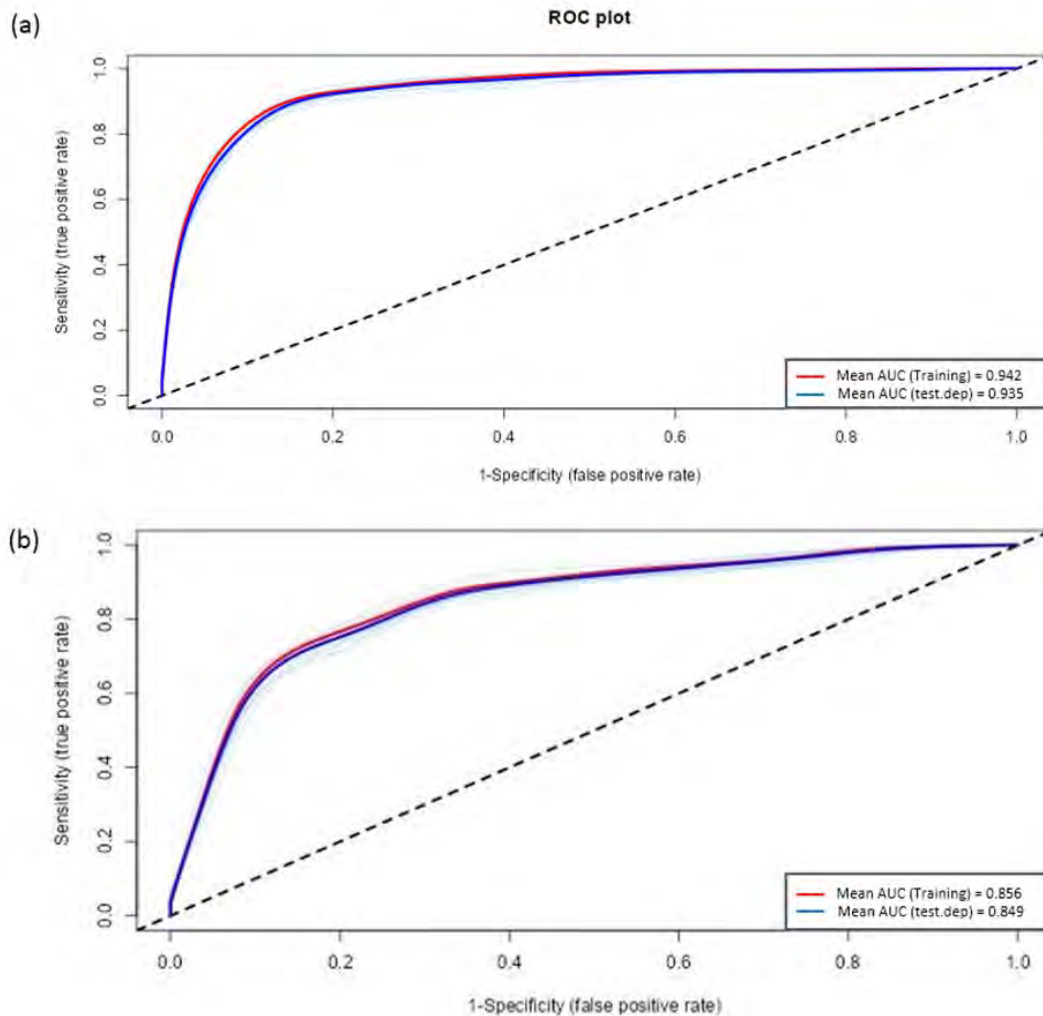 (a)
ROC plot
Sensitivity (true positive rate)
1.0
0.8
0.6
0.4
0.2
0.0
Mean AUC (Training) = 0.942
Mean AUC (test.dep) = 0.935
0.0 0.2 0.4 0.6 0.8 1.0
1-Specificity (false positive rate)
(b)
Sensitivity (true positive rate)
1.0
0.8
0.6
0.4
0.2
0.0
Mean AUC (Training) = 0.856
Mean AUC (test.dep) = 0.849
0.0 0.2 0.4 0.6 0.8 1.0
1-Specificity (false positive rate)